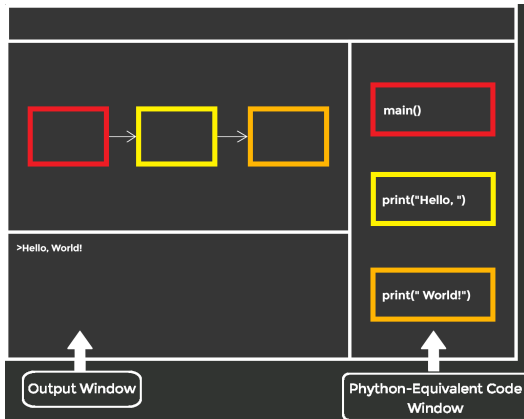 main()
print("Hello, ")
>Hello, World!
print(" World!")
Output Window
Phython-Equivalent Code
Window